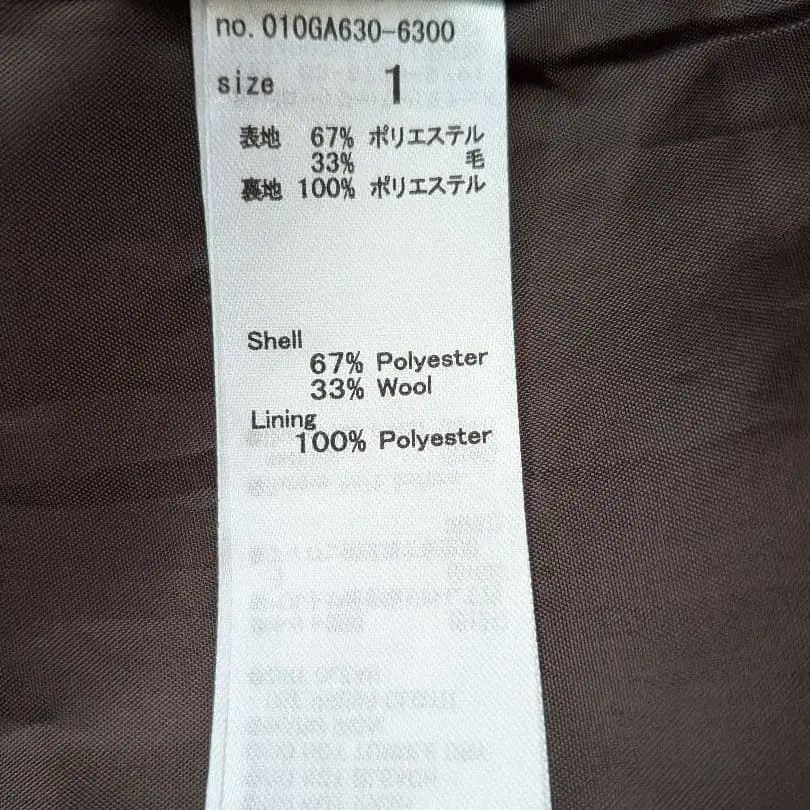 no. 010GA630-6300
size 1
表地 67% ポリエステル
33% 毛
裏地 100% ポリエステル
Shell
67% Polyester
33% Wool
Lining
100% Polyester